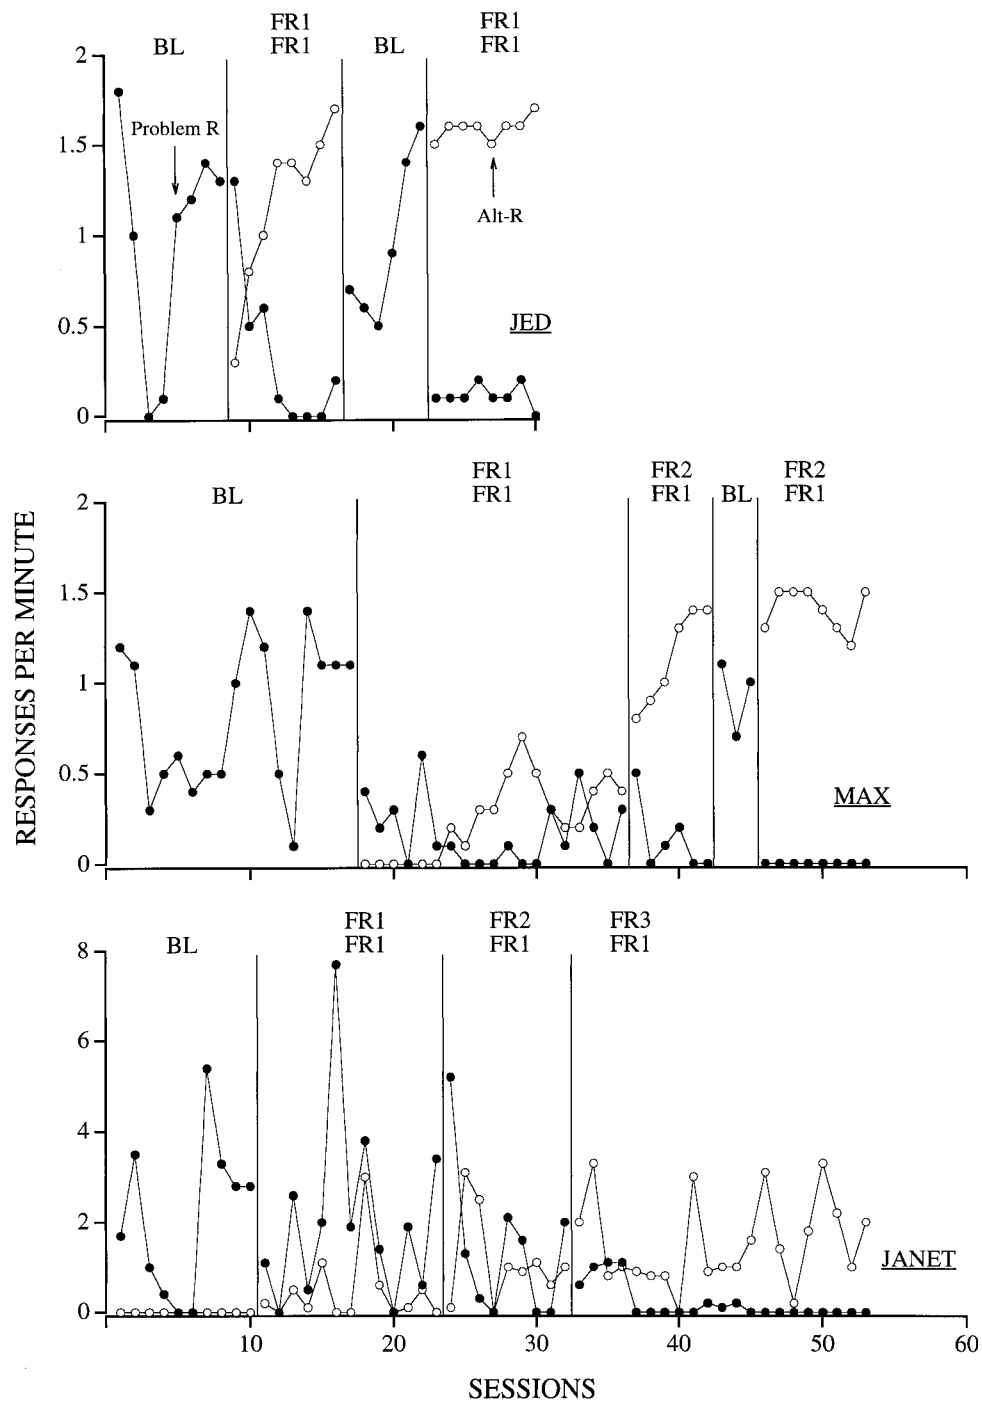 FR1 FR1
BL FR1 BL FR1
2
Problem R
1.5
Alt-R
1
0.5
JED
0
FR1 FR2 FR2
BL FR1 FR1 BL FR1
2
1.5
1
0.5
MAX
0
RESPONSES PER MINUTE
FR1 FR2 FR3
BL FR1 FR1 FR1
8
6
4
2
JANET
0
10 20 30 40 50 60
SESSIONS